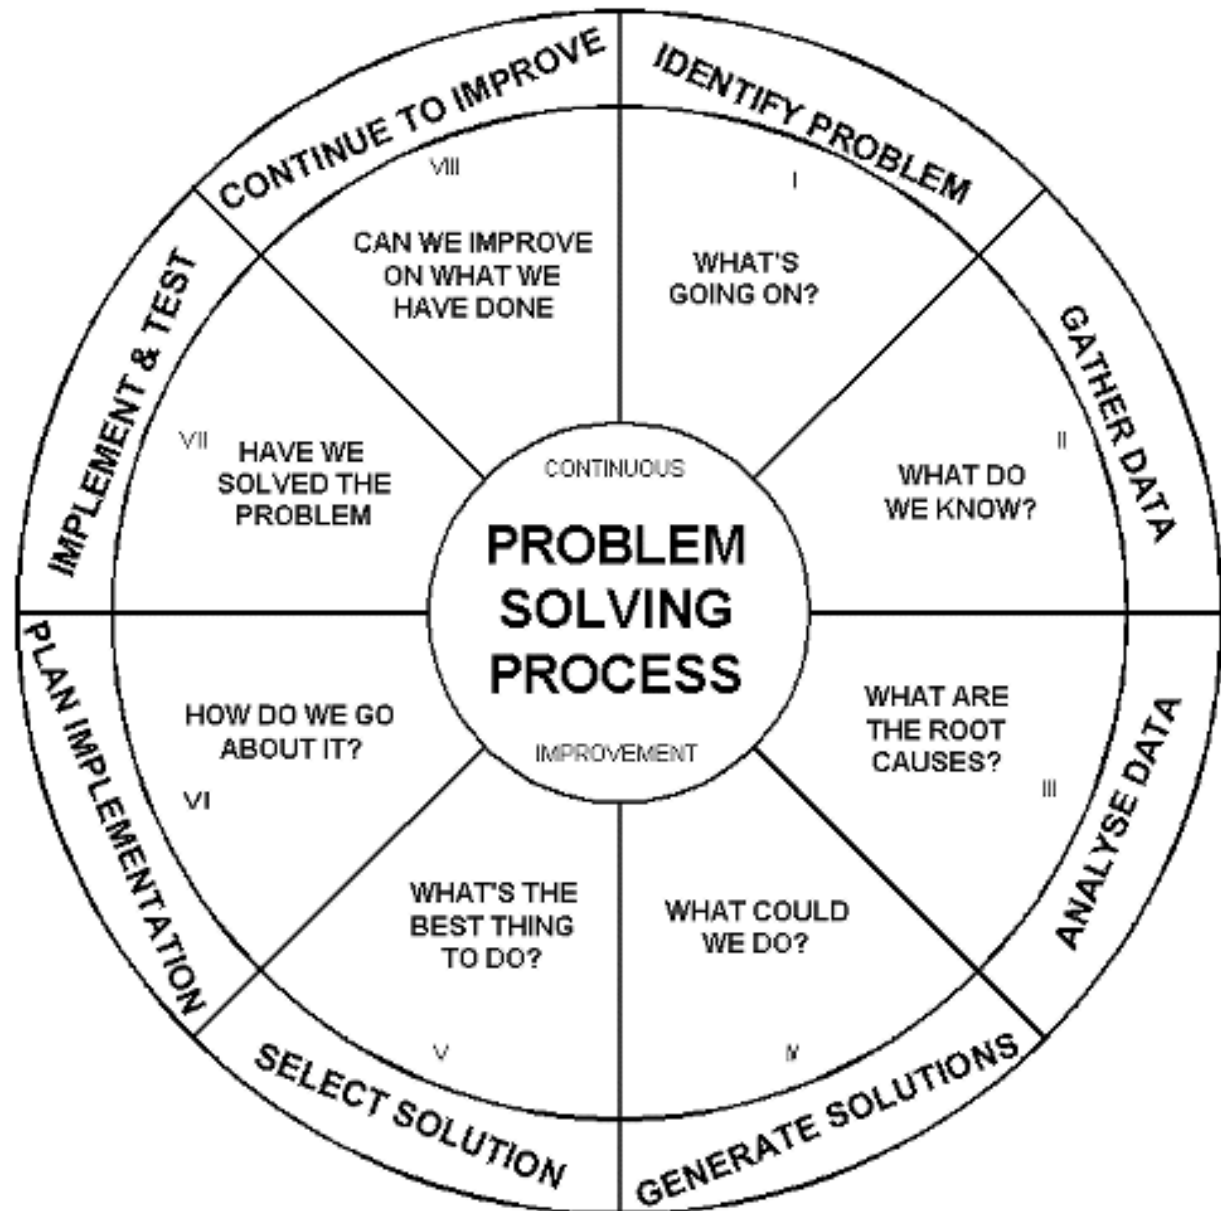 CONTINUOUS
PROBLEM
SOLVING
PROCESS
IMPROVEMENT
IDENTIFY PROBLEM
I
WHAT'S
GOING ON?
GATHER DATA
II
WHAT DO
WE KNOW?
ANALYSE DATA
WHAT ARE
THE ROOT
CAUSES?
III
GENERATE SOLUTIONS
WHAT COULD
WE DO?
IV
SELECT SOLUTION
WHAT'S THE
BEST THING
TO DO?
V
PLAN IMPLEMENTATION
HOW DO WE GO
ABOUT IT?
VI
IMPLEMENT & TEST
VII
HAVE WE
SOLVED THE
PROBLEM
CONTINUE TO IMPROVE
VIII
CAN WE IMPROVE
ON WHAT WE
HAVE DONE